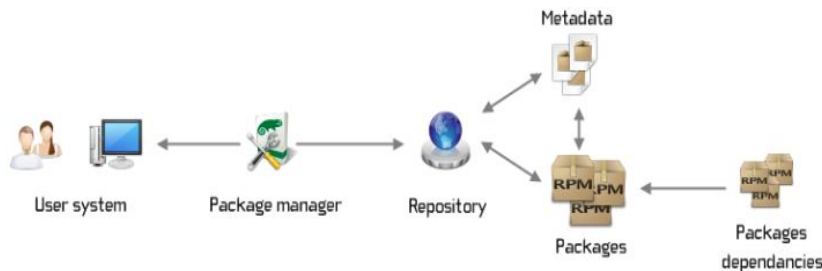 Metadata
User system
Package manager
Repository
RPM
RPM
RPM
Packages
RPM
RPM
RPM
Packages
dependancies